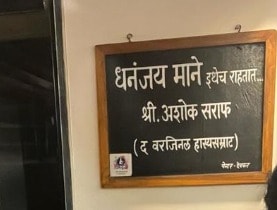 धनंजय माने इथेच राहतात...
श्री. अशोक सराफ
(द वरजिनल हास्यसम्राट)